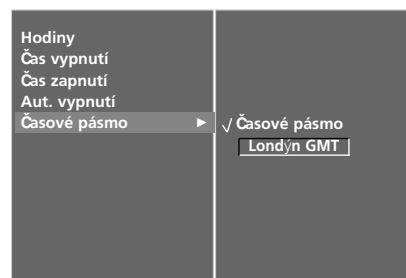 Hodiny
Čas vypnutí
Čas zapnutí
Aut. vypnutí
Časové pásmo ►
√ Časové pásmo
Londýn GMT